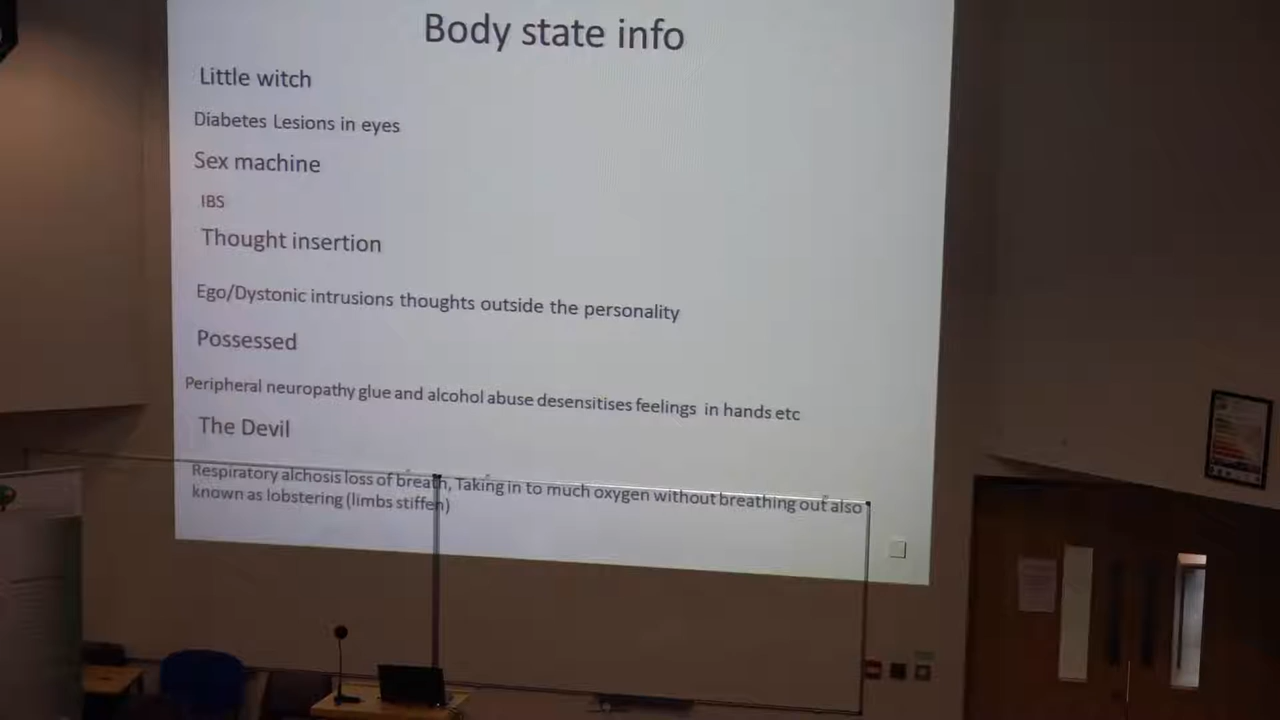 Body state info
Little witch
Diabetes Lesions in eyes
Sex machine
IBS
Thought insertion
Ego/Dystonic intrusions thoughts outside the personality
Possessed
Peripheral neuropathy glue and alcohol abuse desensitises feelings in hands etc
The Devil
Respiratory alchosis loss of breath, Taking in to much oxygen without breathing out also
known as lobstering (limbs stiffen)